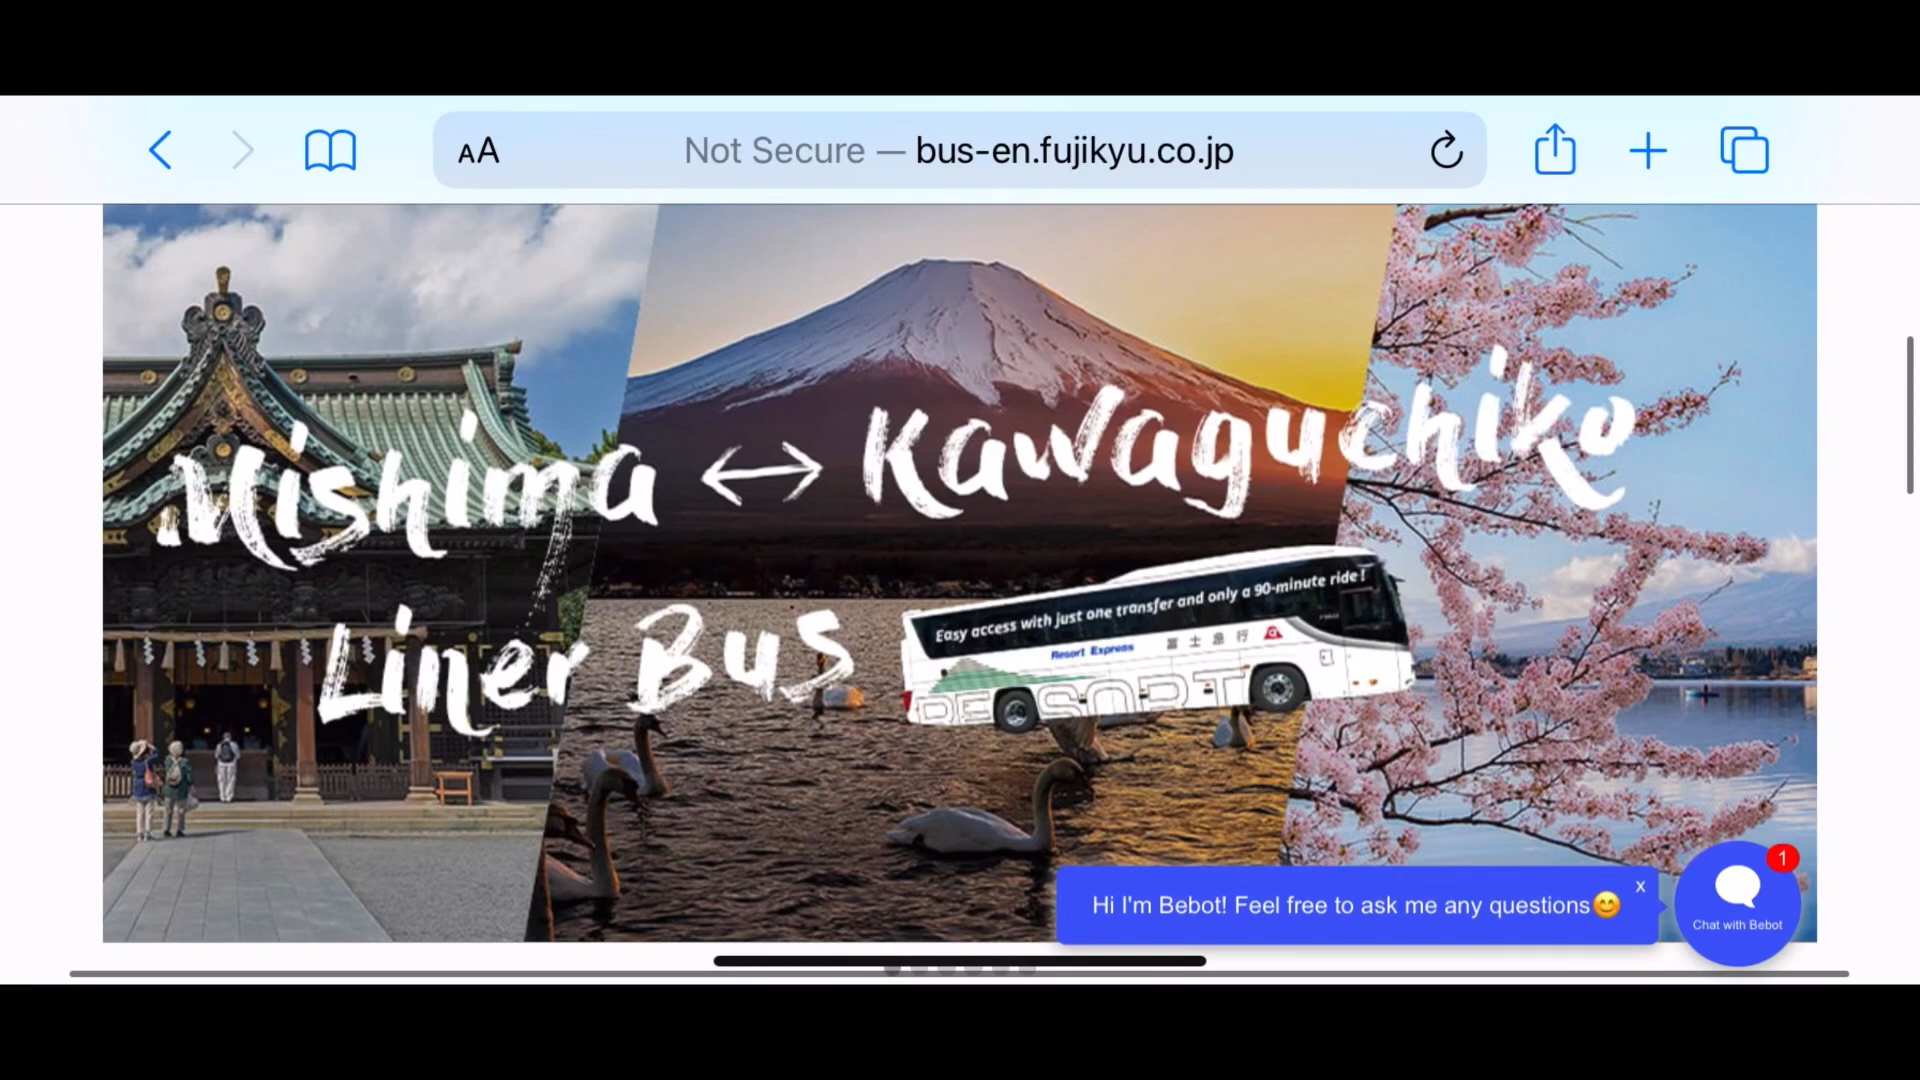 AA Not Secure — bus-en.fujikyu.co.jp
Mishima ↔ Kawaguchiko
Liner Bus
Easy access with just one transfer and only a 90-minute ride!
Resort Express 富士急行
RESORT
Hi I'm Bebot! Feel free to ask me any questions😊 x
1
Chat with Bebot